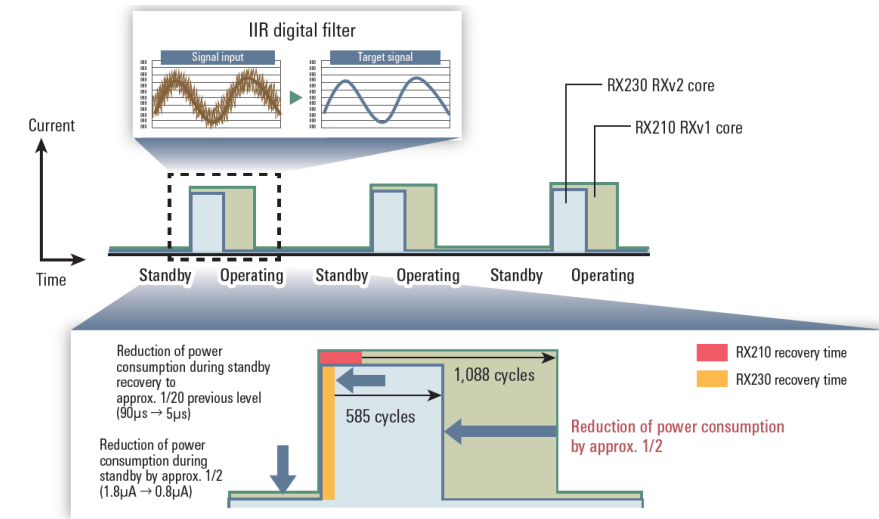 IIR digital filter
Signal input
Target signal
RX230 RXv2 core
RX210 RXv1 core
Current
Time
Standby
Operating
Standby
Operating
Standby
Operating
Reduction of power
consumption during standby
recovery to
approx. 1/20 previous level
(90µs → 5µs)
Reduction of power
consumption during
standby by approx. 1/2
(1.8µA → 0.8µA)
1,088 cycles
585 cycles
RX210 recovery time
RX230 recovery time
Reduction of power consumption
by approx. 1/2